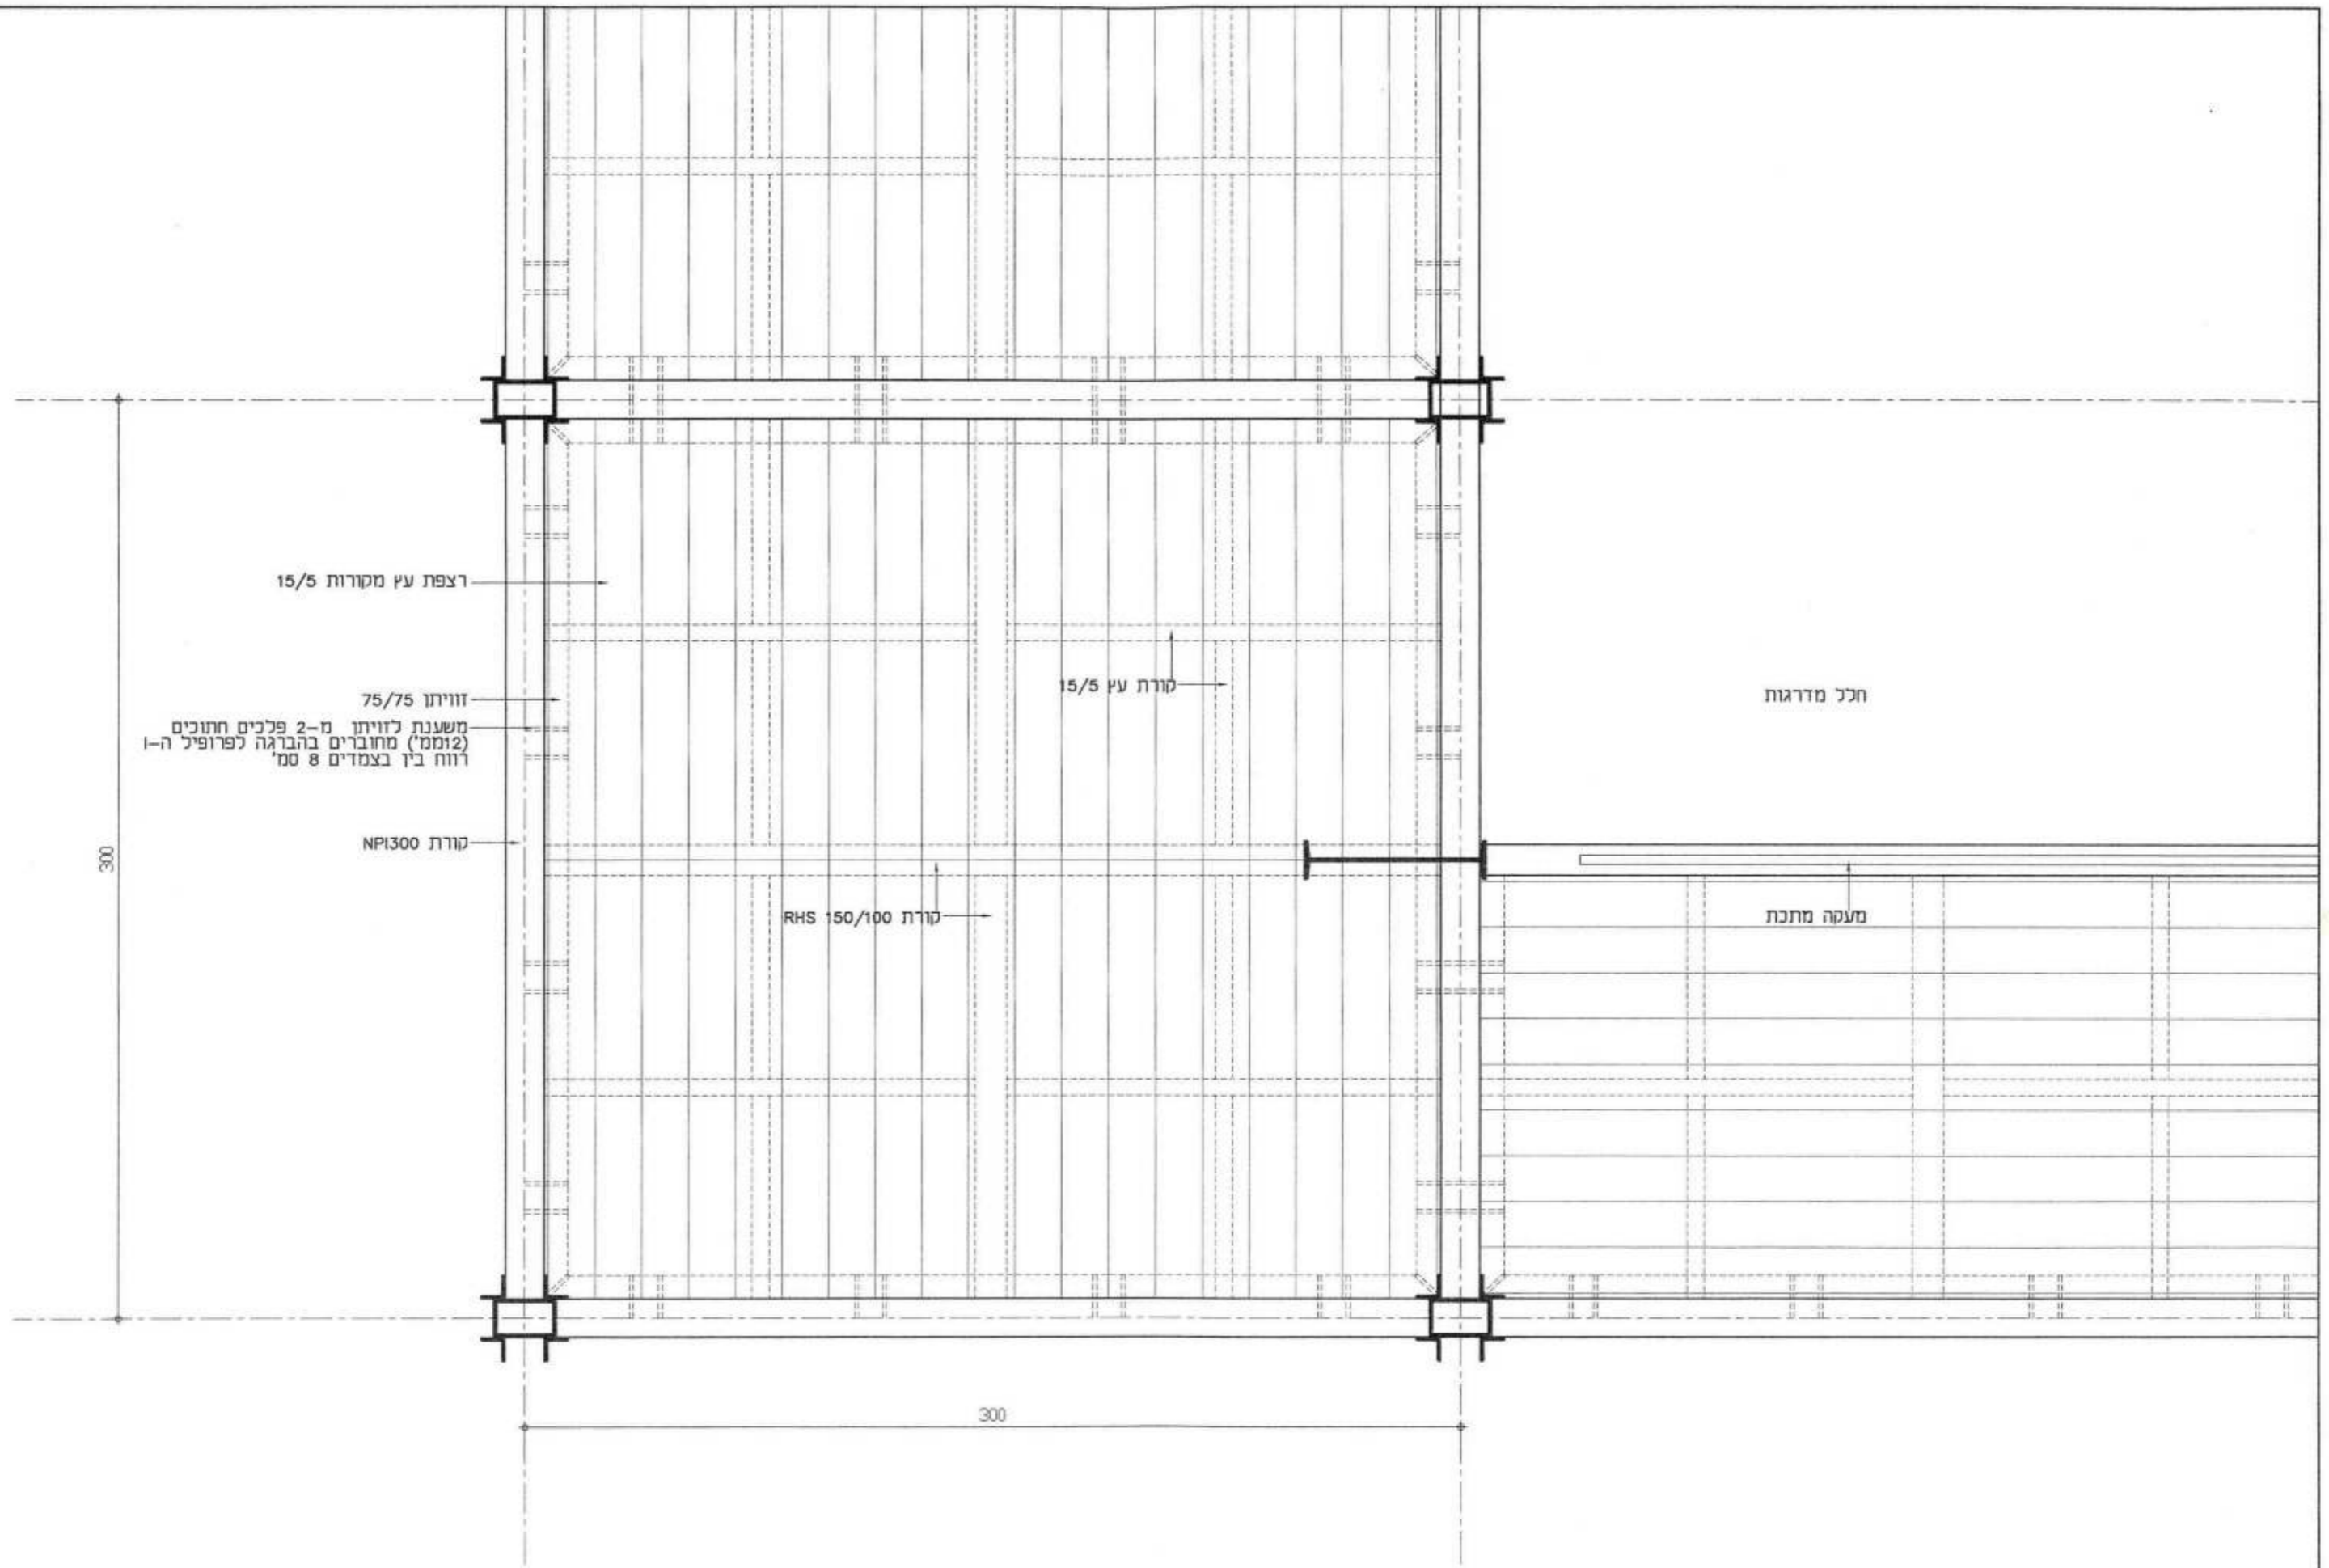 רצפת עץ מקורות 15/5
זוויתן 75/75
משענת לזויתן מ-2 פלכים חתוכים
(12ממ') מחוברים בהברגה לפרופיל ה-I
רווח בין בצמדים 8 סמ'
קורת NPI300
קורת עץ 15/5
חלל מדרגות
קורת RHS 150/100
מעקה מתכת
300
300